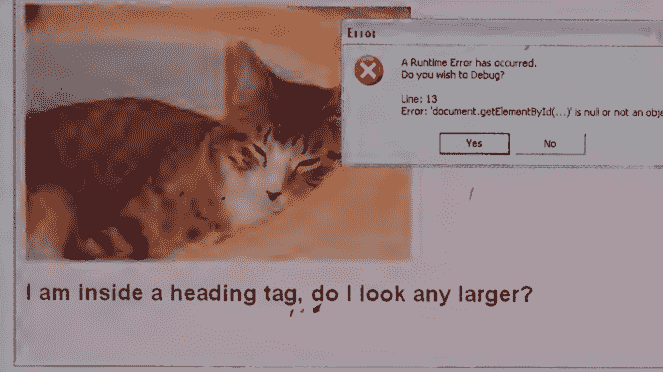 Error
A Runtime Error has occurred.
Do you wish to Debug?
Line: 13
Error: 'document.getElementById(...)' is null or not an obje
Yes
No
I am inside a heading tag, do I look any larger?